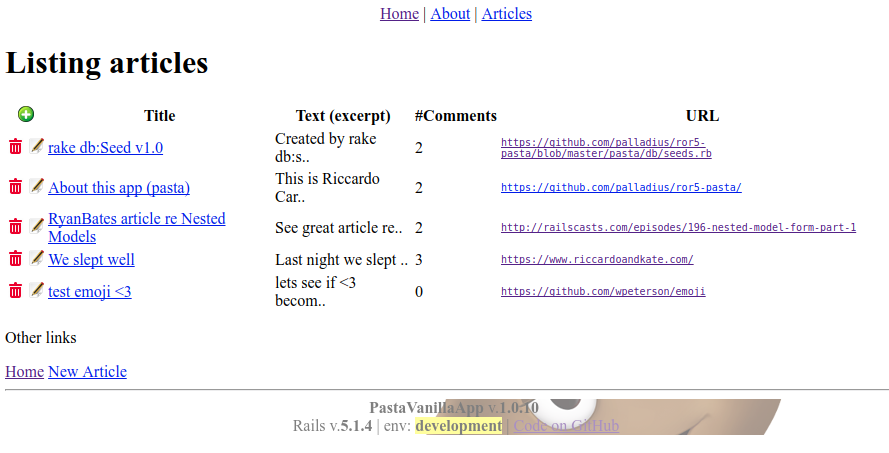 Home | About | Articles
Listing articles
Title Text (excerpt) #Comments URL
rake db:Seed v1.0 Created by rake db:s.. 2 https://github.com/palladius/ror5-pasta/blob/master/pasta/db/seeds.rb
About this app (pasta) This is Riccardo Car.. 2 https://github.com/palladius/ror5-pasta/
RyanBates article re Nested Models See great article re.. 2 http://railscasts.com/episodes/196-nested-model-form-part-1
We slept well Last night we slept .. 3 https://www.riccardoandkate.com/
test emoji <3 lets see if <3 becom.. 0 https://github.com/wpeterson/emoji
Other links
Home New Article
PastaVanillaApp v.1.0.10
Rails v.5.1.4 | env: development | Code on GitHub